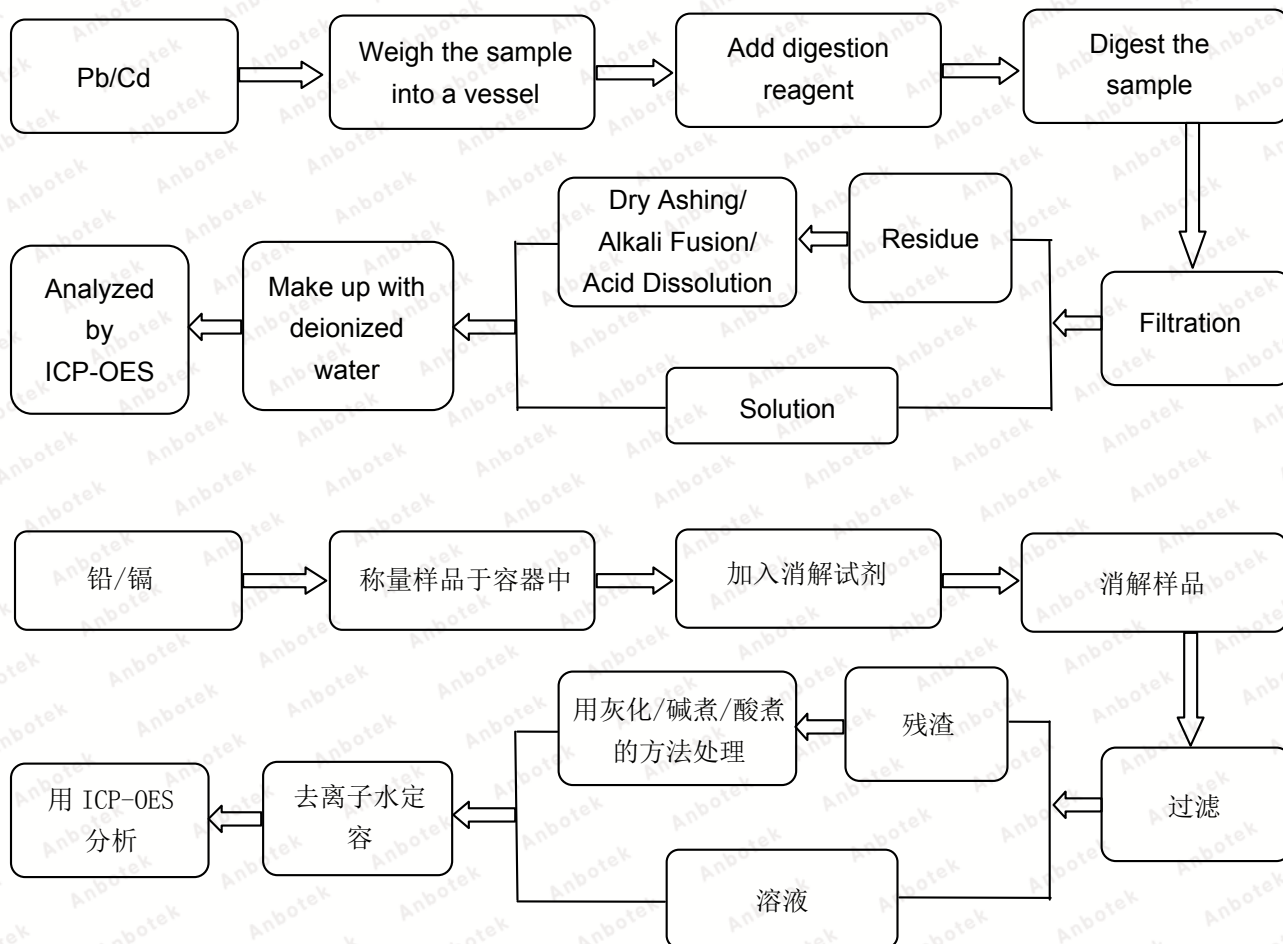 Pb/Cd
Weigh the sample
into a vessel
Add digestion
reagent
Digest the
sample
Filtration
Residue
Dry Ashing/
Alkali Fusion/
Acid Dissolution
Solution
Make up with
deionized
water
Analyzed
by
ICP-OES
铅/镉
称量样品于容器中
加入消解试剂
消解样品
过滤
残渣
用灰化/碱煮/酸煮
的方法处理
溶液
去离子水定
容
用 ICP-OES
分析
Anbotek